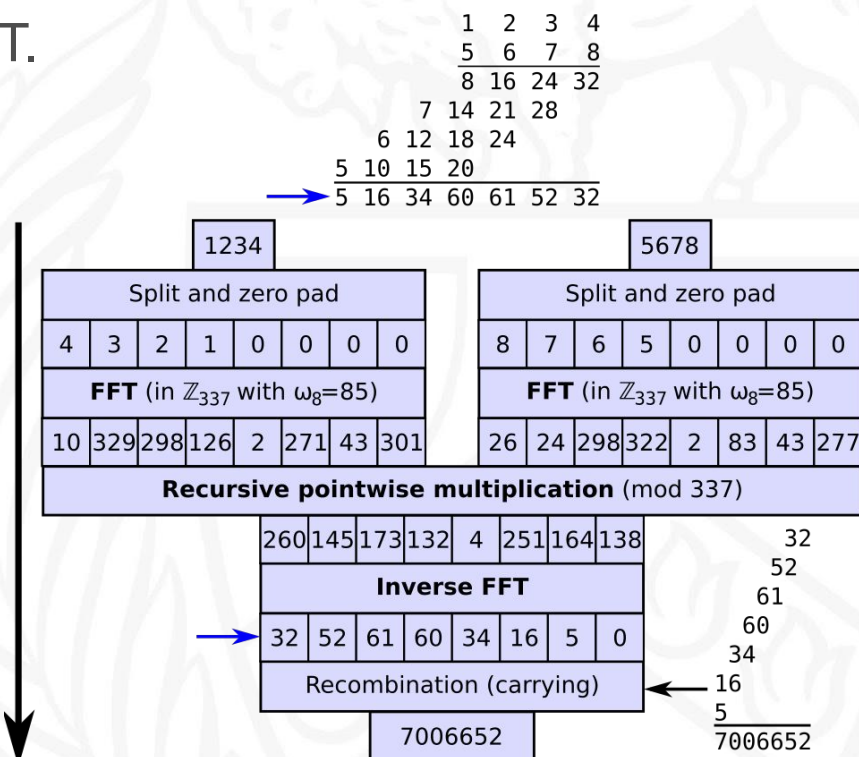 T.
1 2 3 4
5 6 7 8
8 16 24 32
7 14 21 28
6 12 18 24
5 10 15 20
5 16 34 60 61 52 32
1234
5678
Split and zero pad
Split and zero pad
4 3 2 1 0 0 0 0
8 7 6 5 0 0 0 0
FFT (in ℤ₃₃₇ with ω₈=85)
FFT (in ℤ₃₃₇ with ω₈=85)
10 329 298 126 2 271 43 301
26 24 298 322 2 83 43 277
Recursive pointwise multiplication (mod 337)
260 145 173 132 4 251 164 138
Inverse FFT
32 52 61 60 34 16 5 0
Recombination (carrying)
7006652
32
52
61
60
34
16
5
7006652